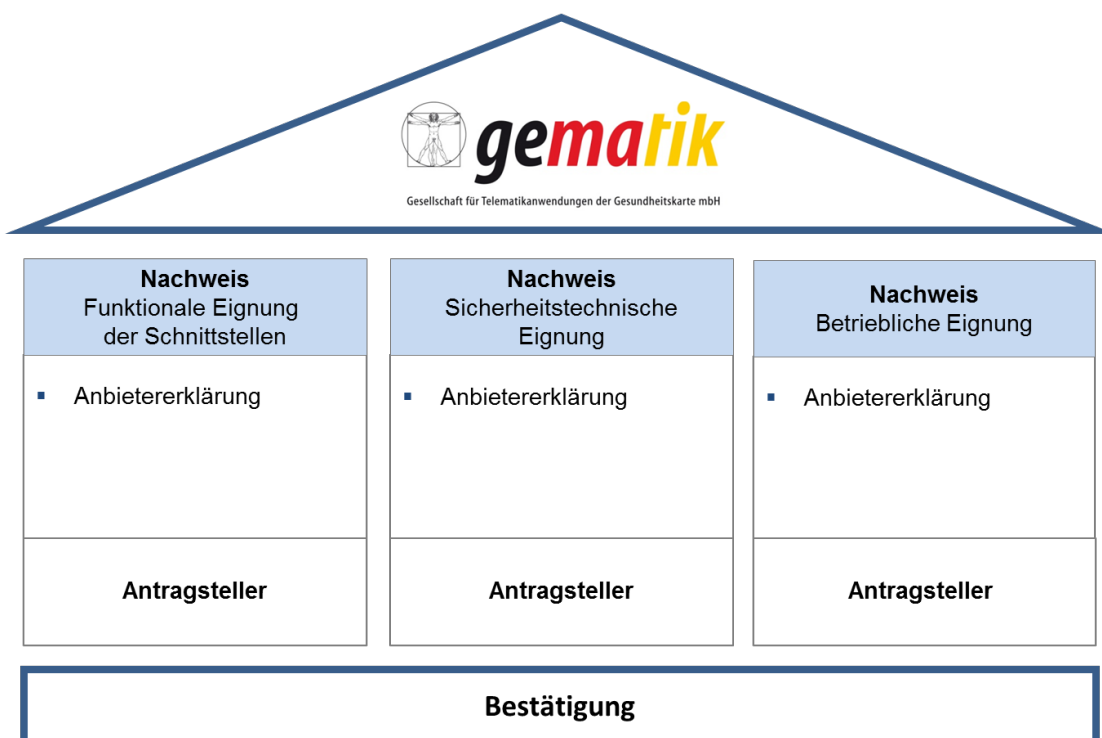 gematik
Gesellschaft für Telematikanwendungen der Gesundheitskarte mbH
Nachweis
Funktionale Eignung
der Schnittstellen
Anbietererklärung
Antragsteller
Nachweis
Sicherheitstechnische
Eignung
Anbietererklärung
Antragsteller
Nachweis
Betriebliche Eignung
Anbietererklärung
Antragsteller
Bestätigung